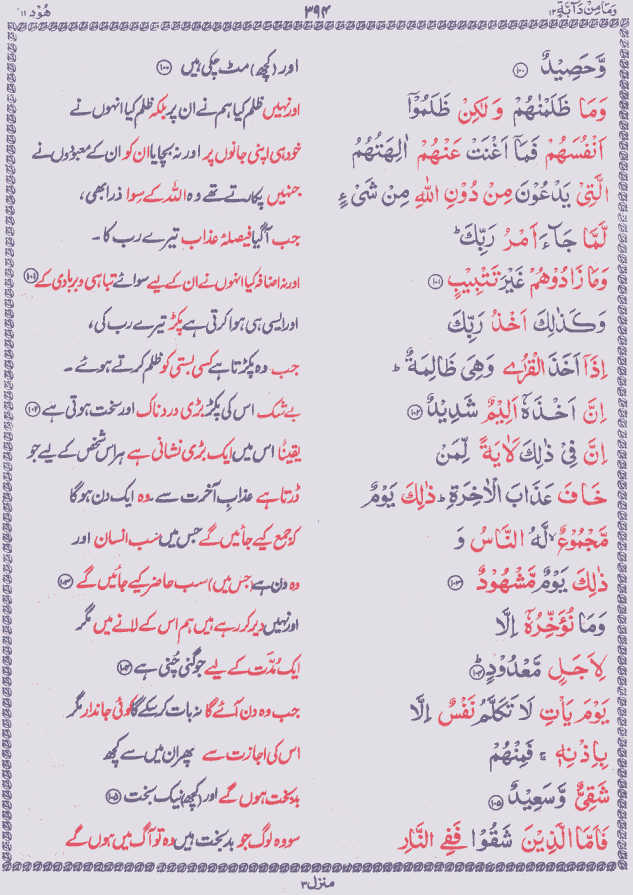 وَمَا مِنْ دَآبَّةٍ ١٢ ٣٩٤ هُوْد ١١
وَّحَصِيْدٌ ١٠٠ اور (کچھ) مٹ چکی ہیں ١٠٠
وَمَا ظَلَمْنٰهُمْ وَلٰكِنْ ظَلَمُوْٓا اور نہیں ظلم کیا ہم نے ان پر بلکہ ظلم کیا انہوں نے
اَنْفُسَهُمْ فَمَآ اَغْنَتْ عَنْهُمْ اٰلِهَتُهُمُ خود ہی اپنی جانوں پر اور نہ بچایا ان کو ان کے معبودوں نے
الَّتِيْ يَدْعُوْنَ مِنْ دُوْنِ اللّٰهِ مِنْ شَيْءٍ جنہیں پکارتے تھے وہ اللہ کے سوا ذرا بھی،
لَّمَّا جَآءَ اَمْرُ رَبِّكَ ؕ جب آگیا فیصلۂ عذاب تیرے رب کا ۔
وَمَا زَادُوْهُمْ غَيْرَ تَتْبِيْبٍ ١٠١ اور نہ اضافہ کیا انہوں نے ان کے لیے سوائے تباہی و بربادی کے ١٠١
وَكَذٰلِكَ اَخْذُ رَبِّكَ اور ایسی ہی ہوا کرتی ہے پکڑ تیرے رب کی،
اِذَآ اَخَذَ الْقُرٰى وَهِيَ ظَالِمَةٌ ؕ جب وہ پکڑتا ہے کسی بستی کو ظلم کرتے ہوئے ۔
اِنَّ اَخْذَهٗٓ اَلِيْمٌ شَدِيْدٌ ١٠٢ بے شک اس کی پکڑ بڑی دردناک اور سخت ہوتی ہے ١٠٢
اِنَّ فِيْ ذٰلِكَ لَاٰيَةً لِّمَنْ یقیناً اس میں ایک بڑی نشانی ہے ہر اس شخص کے لیے جو
خَافَ عَذَابَ الْاٰخِرَةِ ؕ ذٰلِكَ يَوْمٌ ڈرتا ہے عذابِ آخرت سے ۔ وہ ایک دن ہوگا
مَّجْمُوْعٌ ۙ لَّهُ النَّاسُ وَ کہ جمع کیے جائیں گے جس میں سب انسان اور
ذٰلِكَ يَوْمٌ مَّشْهُوْدٌ ١٠٣ وہ دن ہے (جس میں) سب حاضر کیے جائیں گے ١٠٣
وَمَا نُؤَخِّرُهٗٓ اِلَّا اور نہیں دیر کر رہے ہیں ہم اس کے لانے میں مگر
لِاَجَلٍ مَّعْدُوْدٍ ؕ ١٠٤ ایک مُدّت کے لیے جو گنی چُنی ہے ١٠٤
يَوْمَ يَاْتِ لَا تَكَلَّمُ نَفْسٌ اِلَّا جب وہ دن آئے گا نہ بات کر سکے گا کوئی جاندار مگر
بِاِذْنِهٖ ۚ فَمِنْهُمْ اس کی اجازت سے پھر ان میں سے کچھ
شَقِيٌّ وَّسَعِيْدٌ ١٠٥ بدبخت ہوں گے اور (کچھ) نیک بخت ١٠٥
فَاَمَّا الَّذِيْنَ شَقُوْا فَفِي النَّارِ سو وہ لوگ جو بدبخت ہیں وہ تو آگ میں ہوں گے
منزل ٣